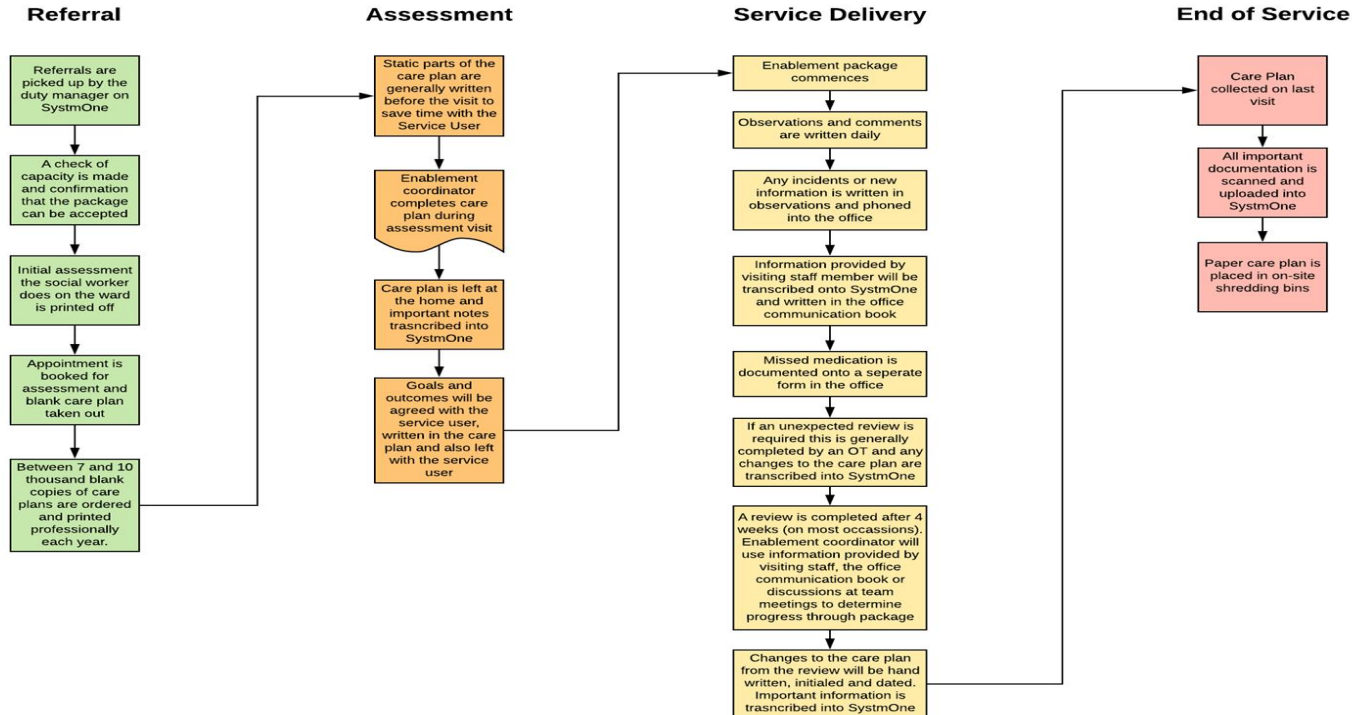 Referral
Referrals are
picked up by the
duty manager on
SystmOne
A check of
capacity is made
and confirmation
that the package
can be accepted
Initial assessment
the social worker
does on the ward
is printed off
Appointment is
booked for
assessment and
blank care plan
taken out
Between 7 and 10
thousand blank
copies of care
plans are ordered
and printed
professionally
each year.
Assessment
Static parts of the
care plan are
generally written
before the visit to
save time with the
Service User
Enablement
coordinator
completes care
plan during
assessment visit
Care plan is left at
the home and
important notes
trasncribed into
SystmOne
Goals and
outcomes will be
agreed with the
service user,
written in the care
plan and also left
with the service
user
Service Delivery
Enablement package
commences
Observations and comments
are written daily
Any incidents or new
information is written in
observations and phoned
into the office
Information provided by
visiting staff member will be
transcribed onto SystmOne
and written in the office
communication book
Missed medication is
documented onto a seperate
form in the office
If an unexpected review is
required this is generally
completed by an OT and any
changes to the care plan are
transcribed into SystmOne
A review is completed after 4
weeks (on most occassions).
Enablement coordinator will
use information provided by
visiting staff, the office
communication book or
discussions at team
meetings to determine
progress through package
Changes to the care plan
from the review will be hand
written, initialed and dated.
Important information is
trasncribed into SystmOne
End of Service
Care Plan
collected on last
visit
All important
documentation is
scanned and
uploaded into
SystmOne
Paper care plan is
placed in on-site
shredding bins